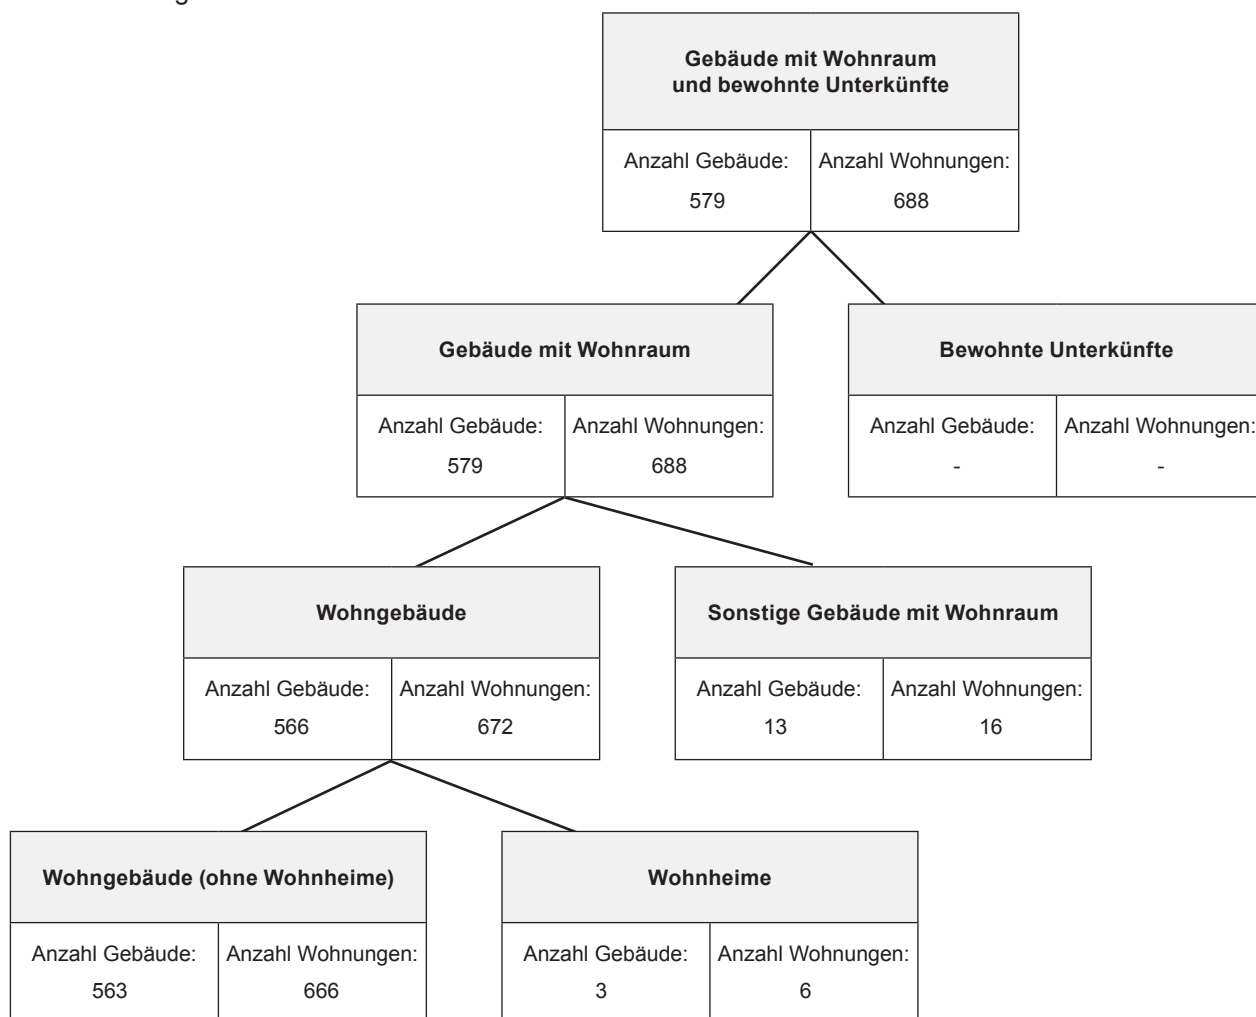 Gebäude mit Wohnraum
und bewohnte Unterkünfte
Anzahl Gebäude:
579
Anzahl Wohnungen:
688
Gebäude mit Wohnraum
Anzahl Gebäude:
579
Anzahl Wohnungen:
688
Bewohnte Unterkünfte
Anzahl Gebäude:
-
Anzahl Wohnungen:
-
Wohngebäude
Anzahl Gebäude:
566
Anzahl Wohnungen:
672
Sonstige Gebäude mit Wohnraum
Anzahl Gebäude:
13
Anzahl Wohnungen:
16
Wohngebäude (ohne Wohnheime)
Anzahl Gebäude:
563
Anzahl Wohnungen:
666
Wohnheime
Anzahl Gebäude:
3
Anzahl Wohnungen:
6